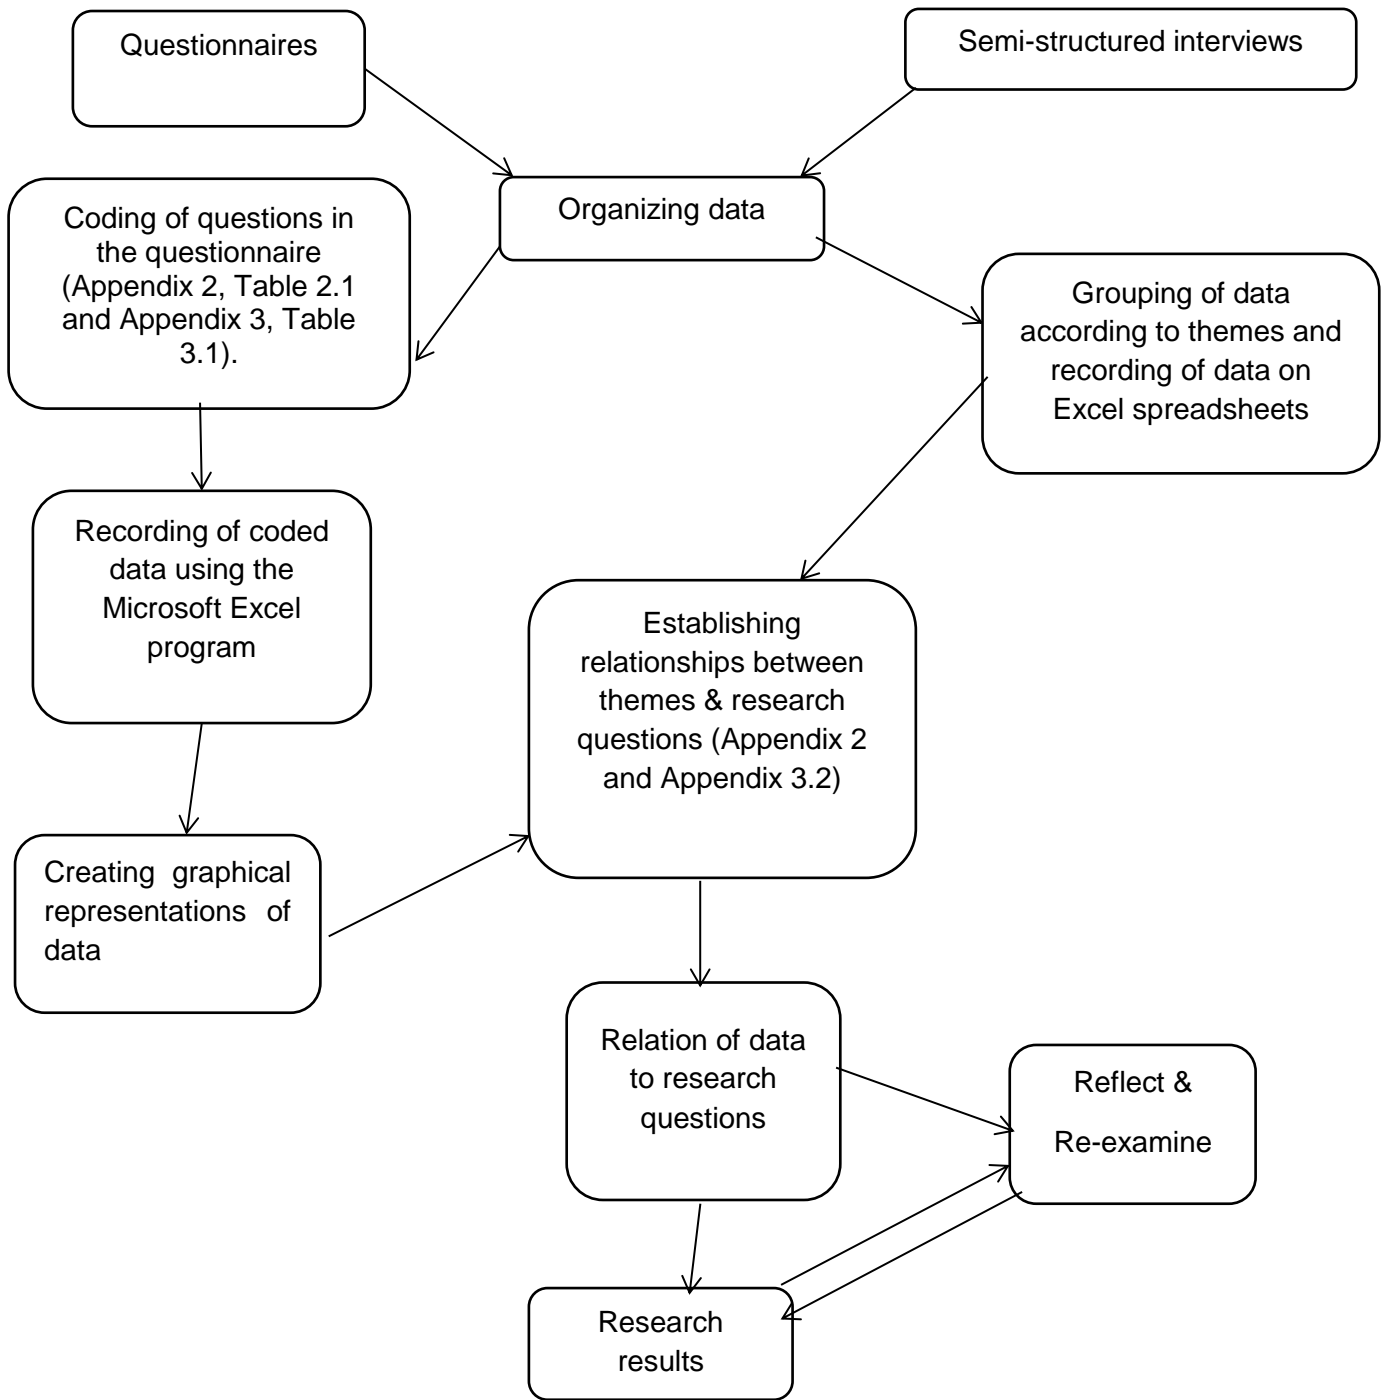 Questionnaires
Semi-structured interviews
Organizing data
Coding of questions in
the questionnaire
(Appendix 2, Table 2.1
and Appendix 3, Table
3.1).
Grouping of data
according to themes and
recording of data on
Excel spreadsheets
Recording of coded
data using the
Microsoft Excel
program
Establishing
relationships between
themes & research
questions (Appendix 2
and Appendix 3.2)
Creating graphical
representations of
data
Relation of data
to research
questions
Reflect &
Re-examine
Research
results